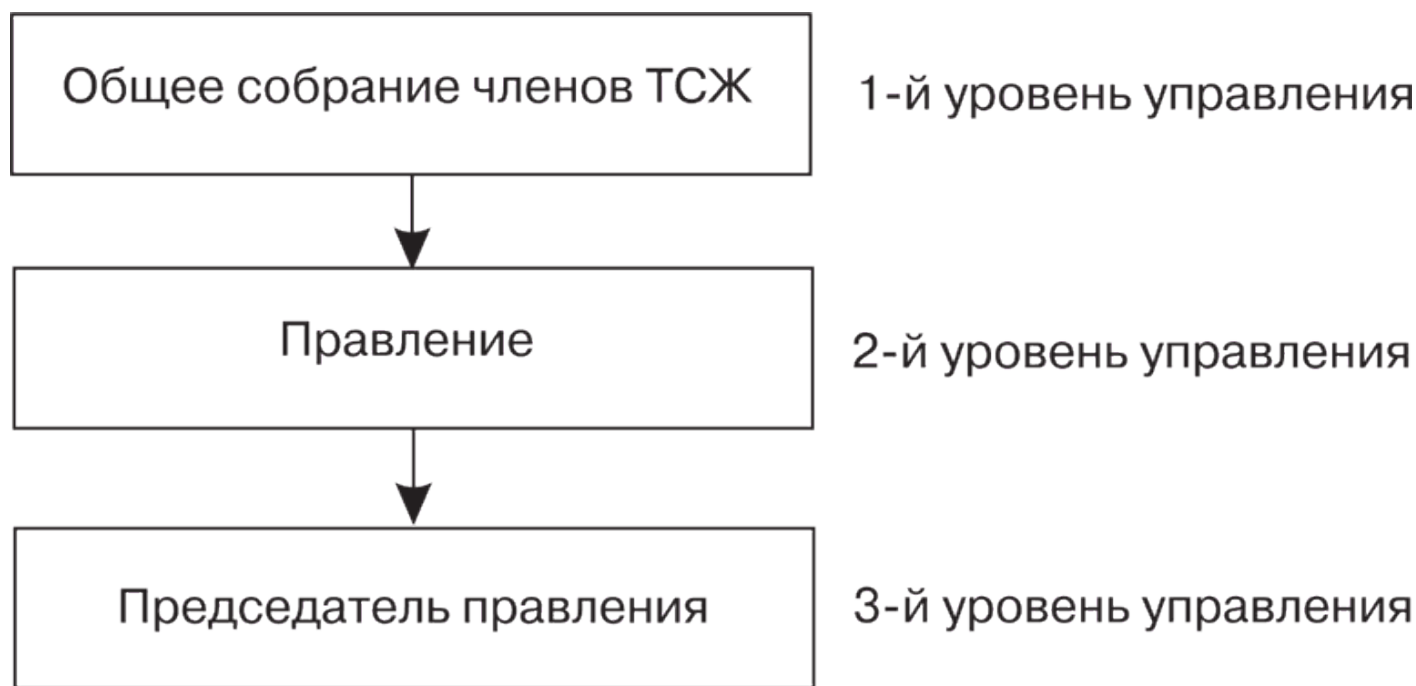 Общее собрание членов ТСЖ
1-й уровень управления
Правление
2-й уровень управления
Председатель правления
3-й уровень управления